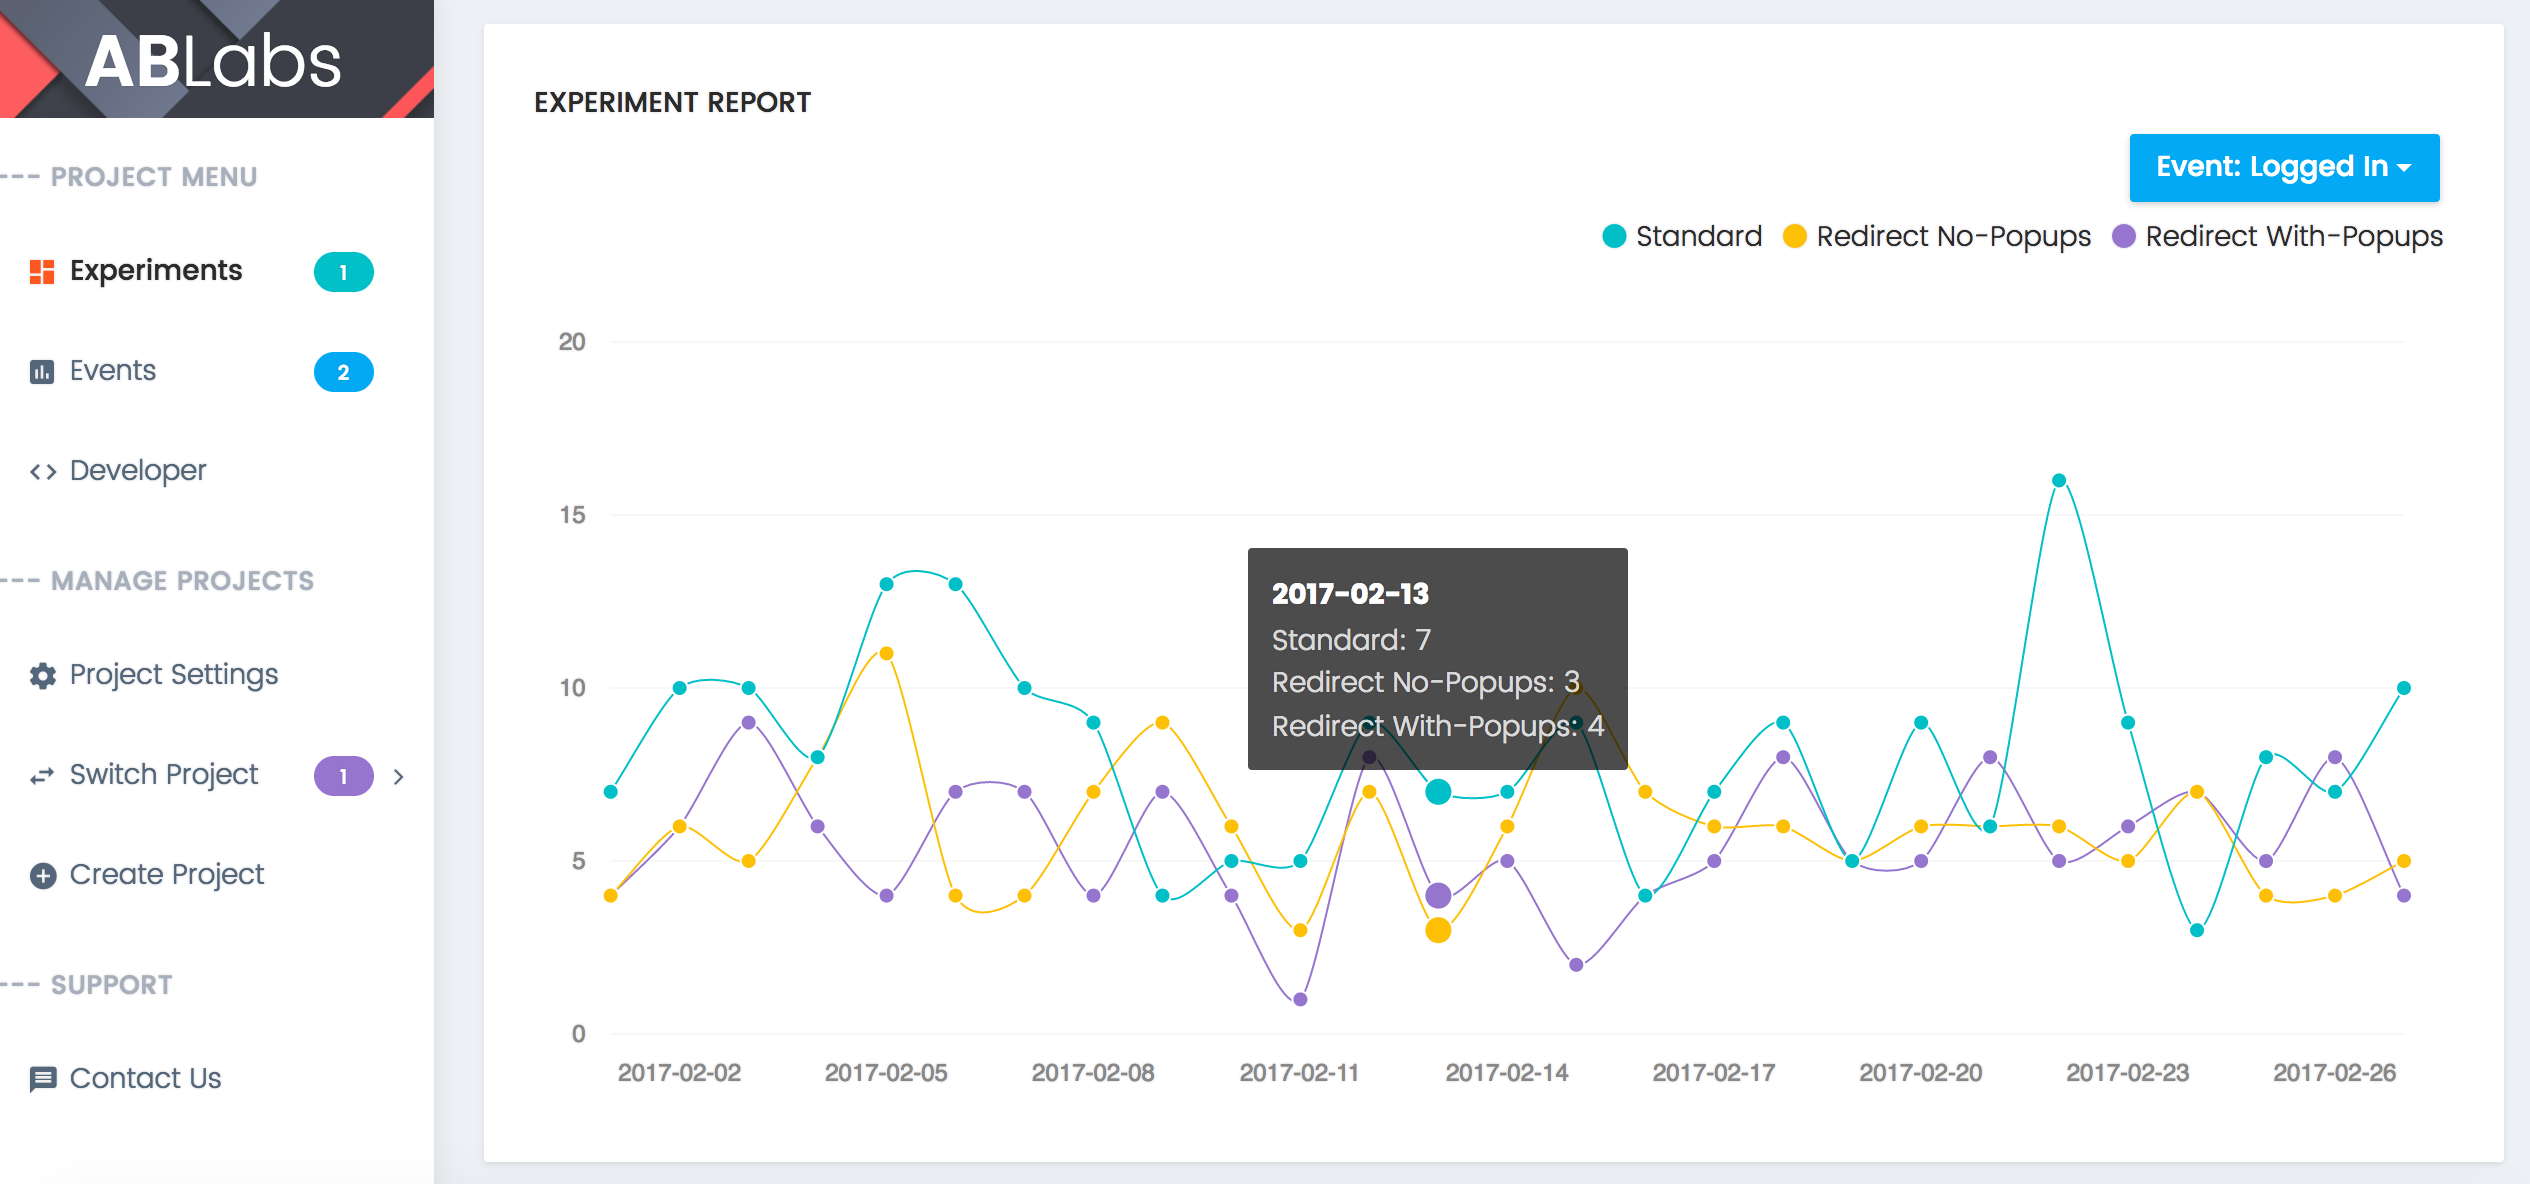 ABLabs
--- PROJECT MENU
Experiments 1
Events 2
Developer
--- MANAGE PROJECTS
Project Settings
Switch Project 1
Create Project
--- SUPPORT
Contact Us
EXPERIMENT REPORT
Event: Logged In
Standard Redirect No-Popups Redirect With-Popups
20
15
10
5
0
2017-02-13
Standard: 7
Redirect No-Popups: 3
Redirect With-Popups: 4
2017-02-02 2017-02-05 2017-02-08 2017-02-11 2017-02-14 2017-02-17 2017-02-20 2017-02-23 2017-02-26